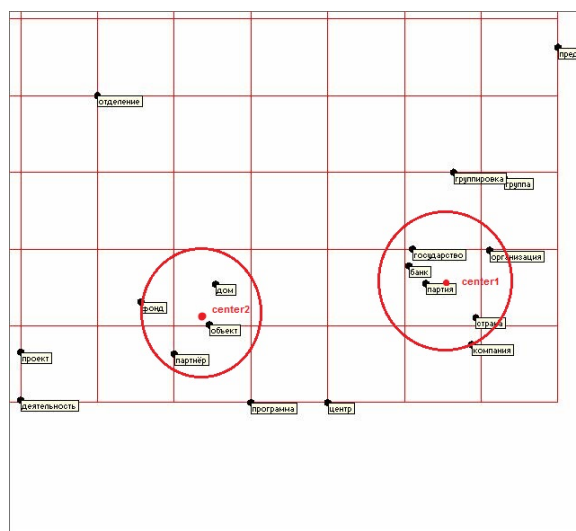 пред
отделение
группировка
группа
государство
организация
банк
партия
center1
дом
фонд
center2
объект
страна
проект
партнёр
компания
деятельность
программа
центр